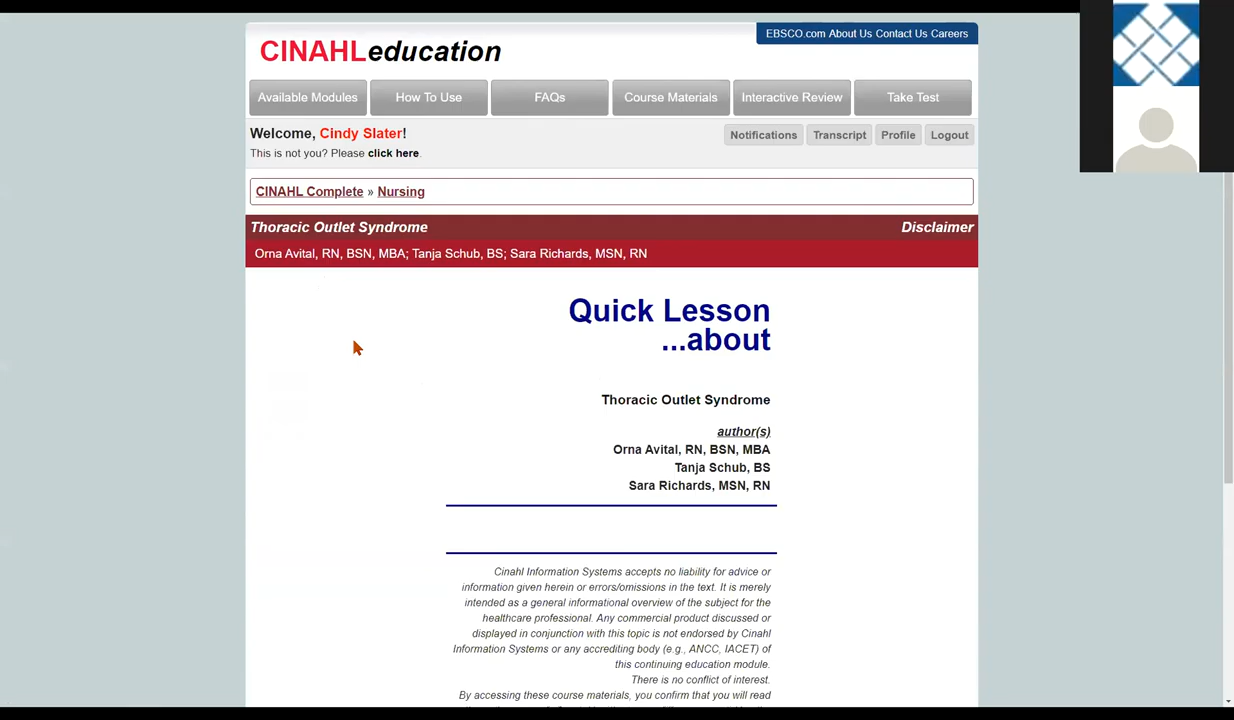 EBSCO.com About Us Contact Us Careers
CINAHLeducation
Available Modules How To Use FAQs Course Materials Interactive Review Take Test
Welcome, Cindy Slater!
Notifications Transcript Profile Logout
This is not you? Please click here.
CINAHL Complete » Nursing
Thoracic Outlet Syndrome Disclaimer
Orna Avital, RN, BSN, MBA; Tanja Schub, BS; Sara Richards, MSN, RN
Quick Lesson
...about
Thoracic Outlet Syndrome
author(s)
Orna Avital, RN, BSN, MBA
Tanja Schub, BS
Sara Richards, MSN, RN
Cinahl Information Systems accepts no liability for advice or
information given herein or errors/omissions in the text. It is merely
intended as a general informational overview of the subject for the
healthcare professional. Any commercial product discussed or
displayed in conjunction with this topic is not endorsed by Cinahl
Information Systems or any accrediting body (e.g., ANCC, IACET) of
this continuing education module.
There is no conflict of interest.
By accessing these course materials, you confirm that you will read